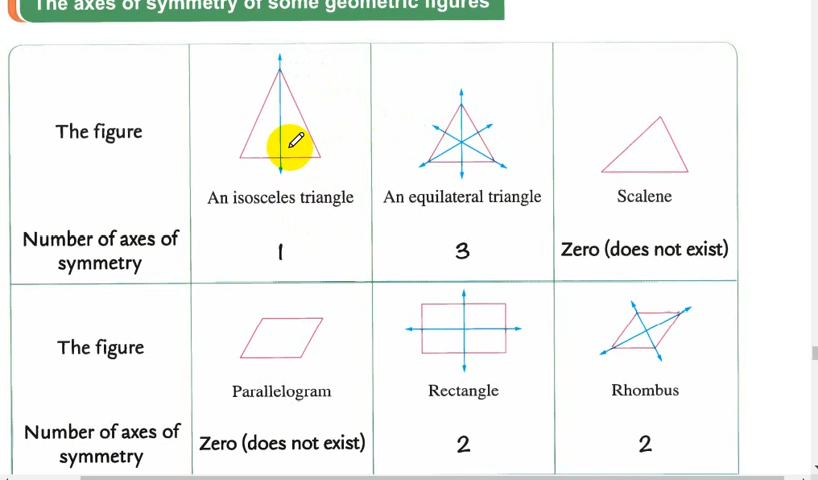 The axes of symmetry of some geometric figures
The figure
An isosceles triangle
An equilateral triangle
Scalene
Number of axes of
symmetry
1
3
Zero (does not exist)
The figure
Parallelogram
Rectangle
Rhombus
Number of axes of
symmetry
Zero (does not exist)
2
2